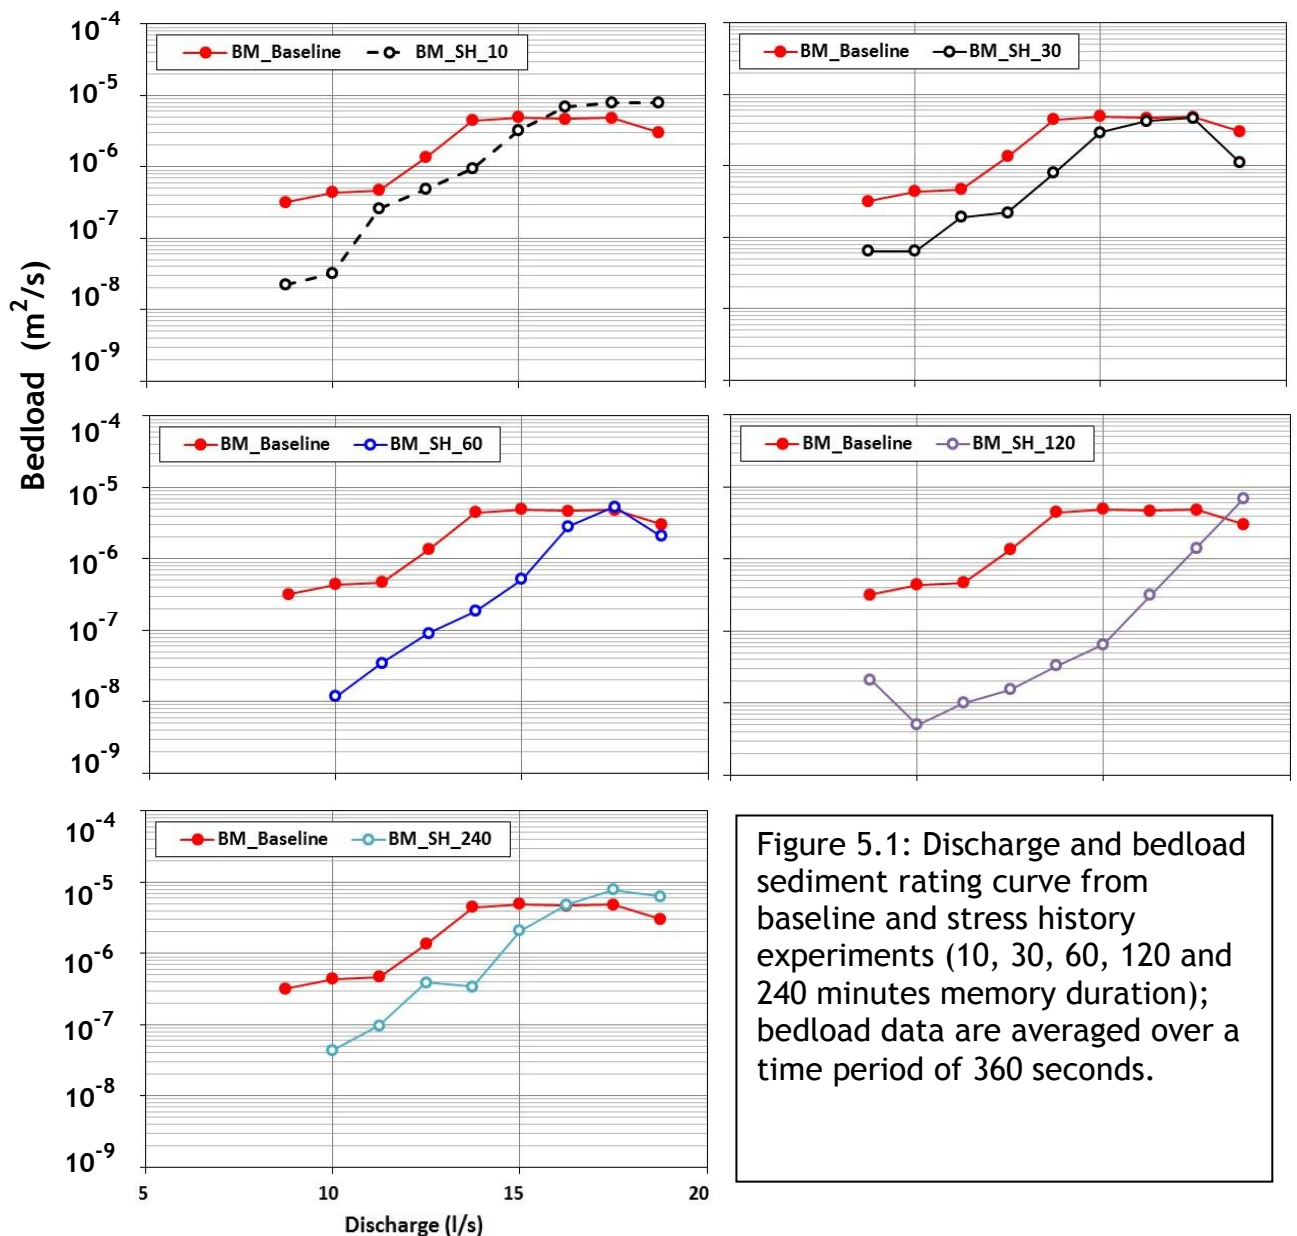 Bedload (m²/s)
10⁻⁴
10⁻⁵
10⁻⁶
10⁻⁷
10⁻⁸
10⁻⁹
BM_Baseline BM_SH_10
BM_Baseline BM_SH_30
10⁻⁴
10⁻⁵
10⁻⁶
10⁻⁷
10⁻⁸
10⁻⁹
BM_Baseline BM_SH_60
BM_Baseline BM_SH_120
10⁻⁴
10⁻⁵
10⁻⁶
10⁻⁷
10⁻⁸
10⁻⁹
BM_Baseline BM_SH_240
5 10 15 20
Discharge (l/s)
Figure 5.1: Discharge and bedload
sediment rating curve from
baseline and stress history
experiments (10, 30, 60, 120 and
240 minutes memory duration);
bedload data are averaged over a
time period of 360 seconds.